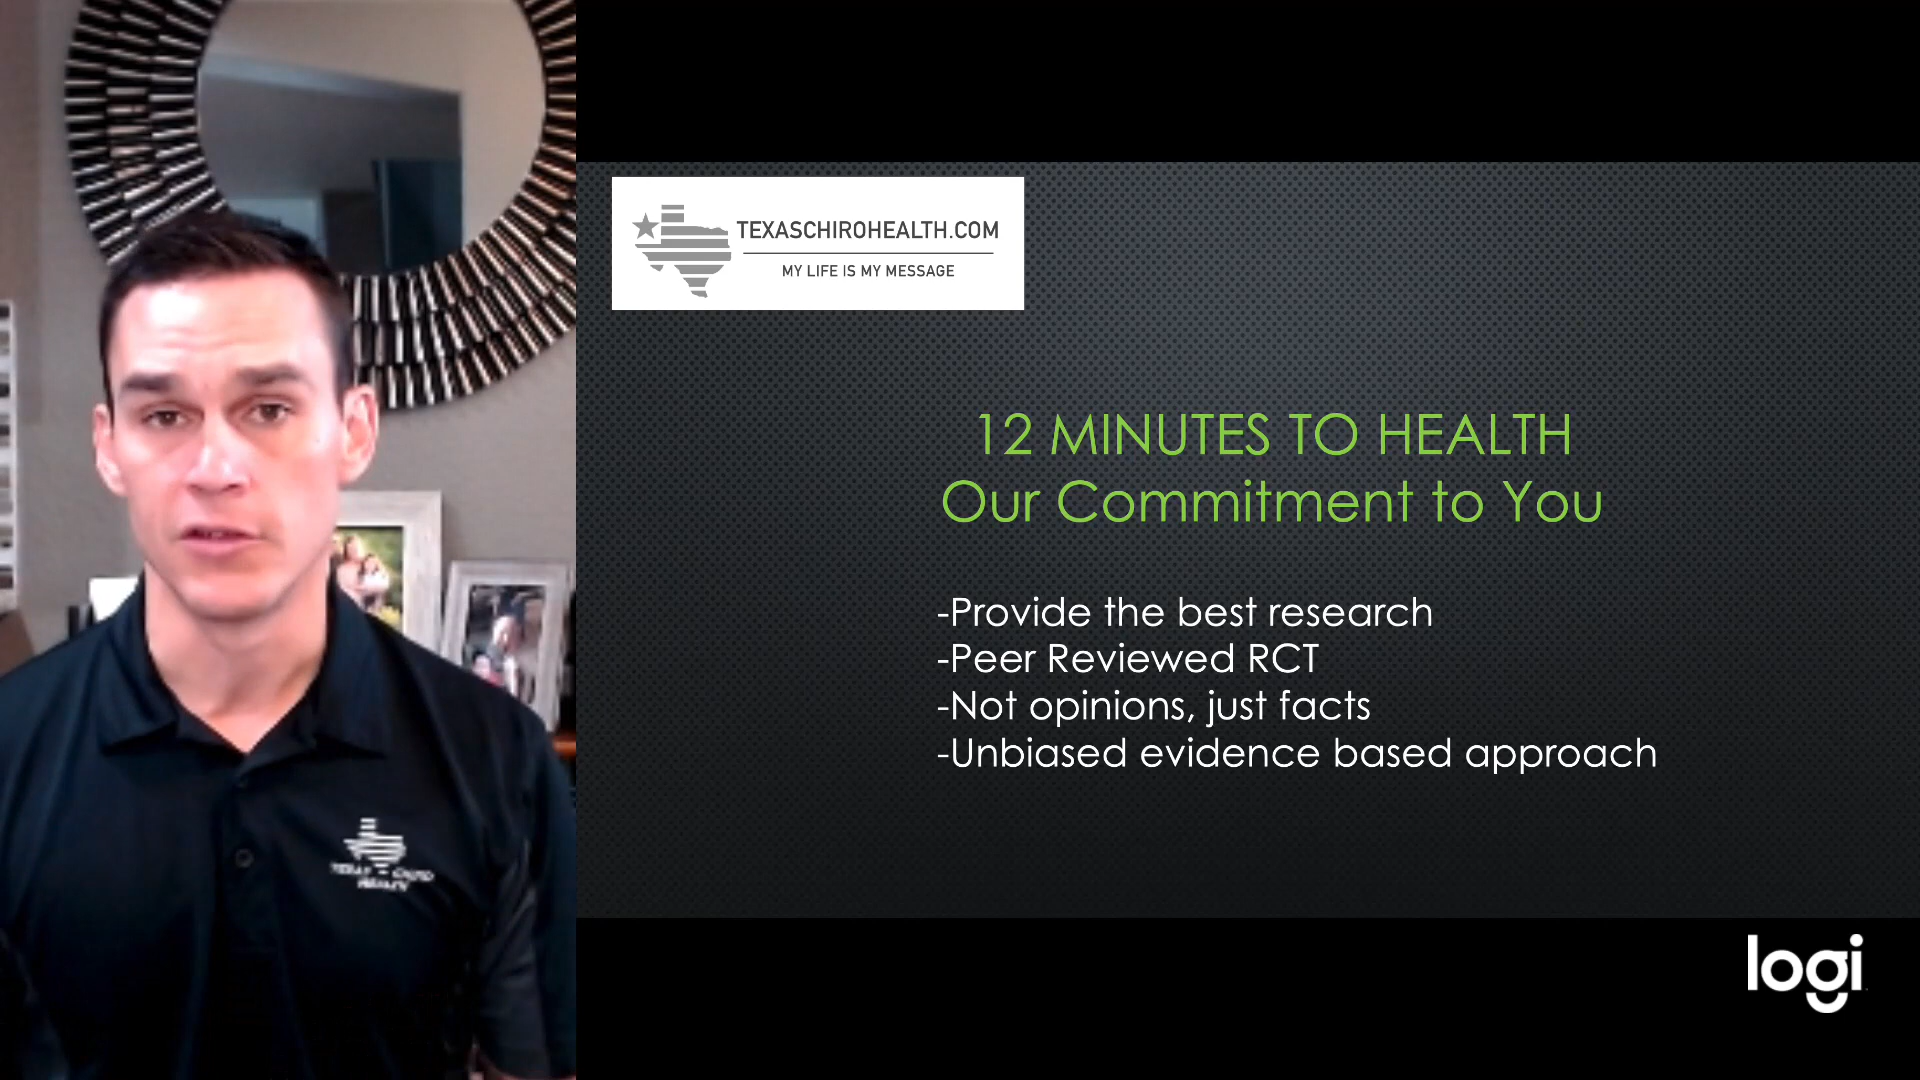 TEXASCHIROHEALTH.COM
MY LIFE IS MY MESSAGE
12 MINUTES TO HEALTH
Our Commitment to You
-Provide the best research
-Peer Reviewed RCT
-Not opinions, just facts
-Unbiased evidence based approach
logi